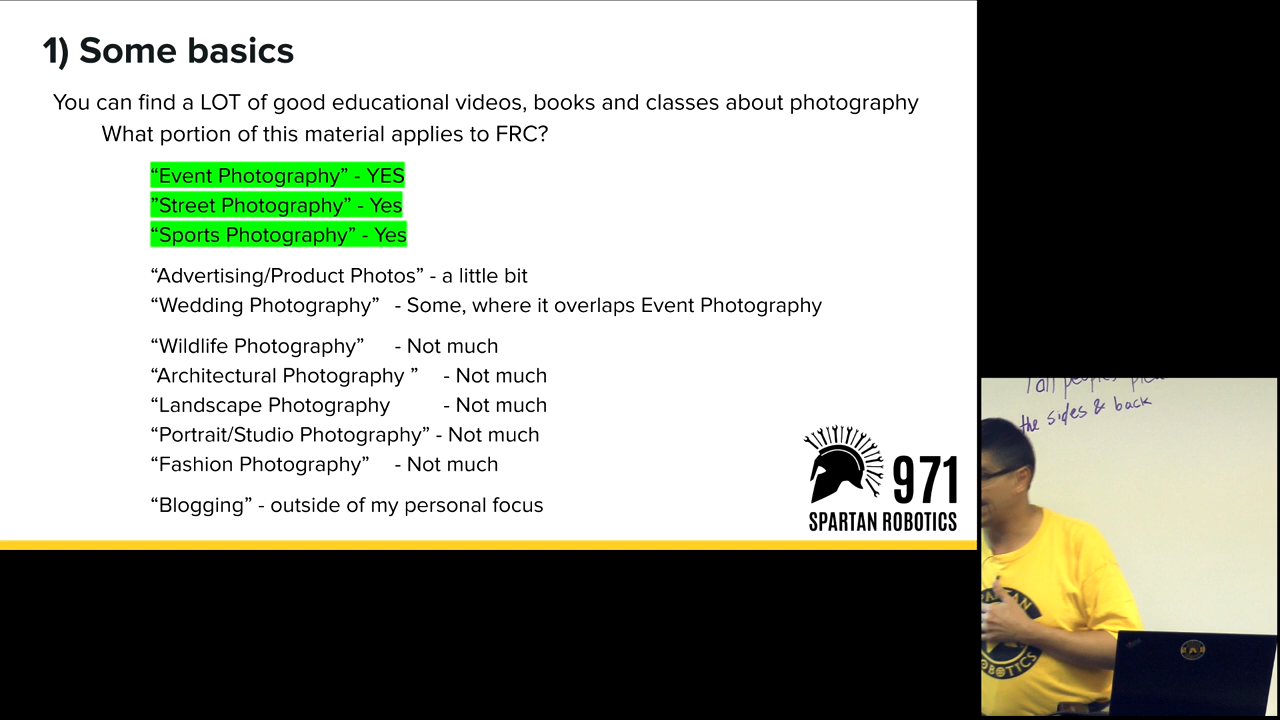 1) Some basics
You can find a LOT of good educational videos, books and classes about photography
What portion of this material applies to FRC?
“Event Photography” - YES
”Street Photography” - Yes
“Sports Photography” - Yes
“Advertising/Product Photos” - a little bit
“Wedding Photography” - Some, where it overlaps Event Photography
“Wildlife Photography” - Not much
“Architectural Photography ” - Not much
“Landscape Photography - Not much
“Portrait/Studio Photography” - Not much
“Fashion Photography” - Not much
“Blogging” - outside of my personal focus
971
SPARTAN ROBOTICS
the sides & back